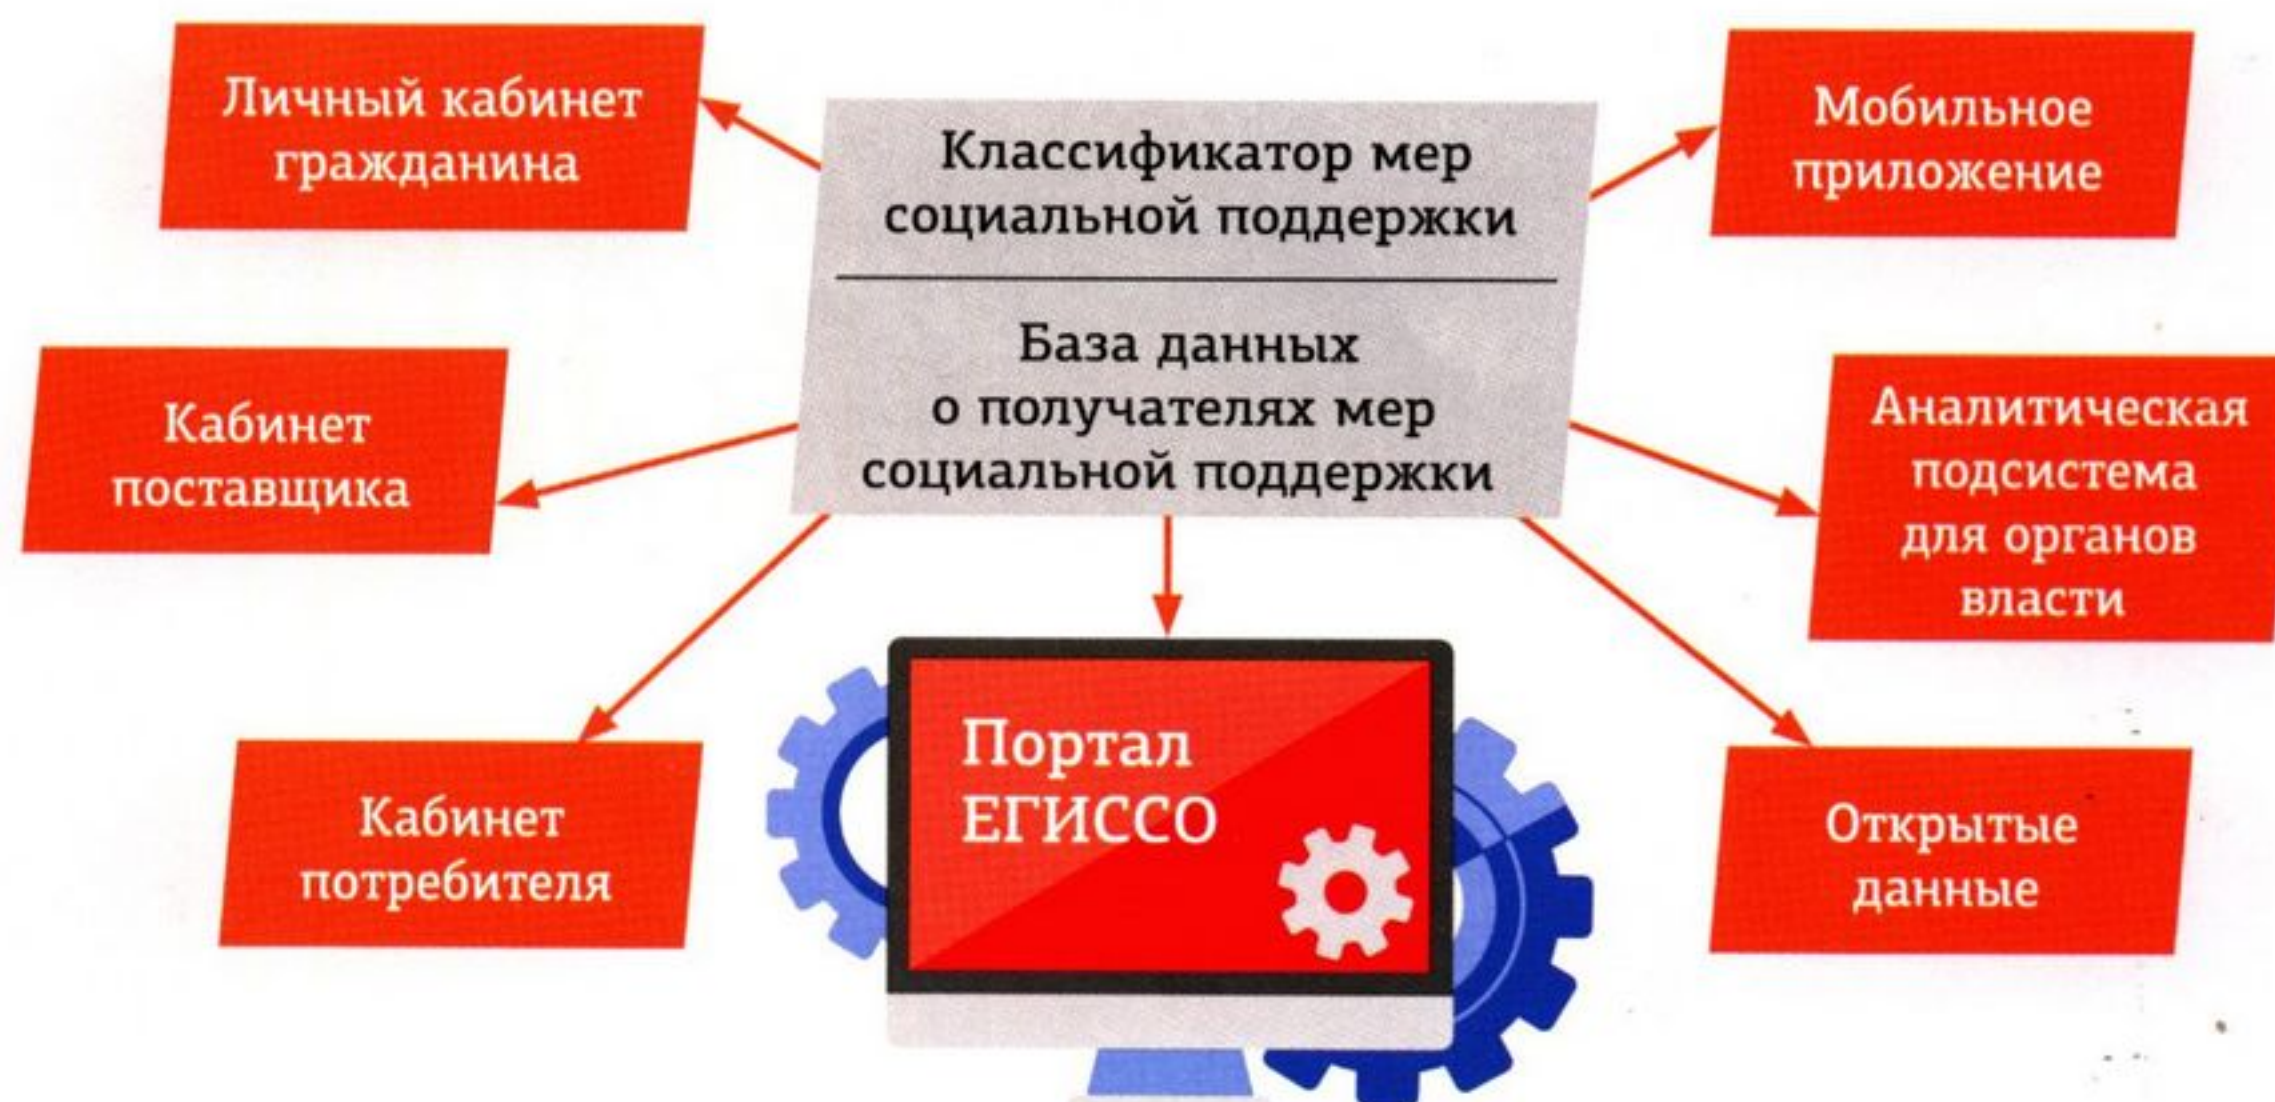 Личный кабинет
гражданина
Классификатор мер
социальной поддержки
База данных
о получателях мер
социальной поддержки
Мобильное
приложение
Кабинет
поставщика
Аналитическая
подсистема
для органов
власти
Кабинет
потребителя
Портал
ЕГИССО
Открытые
данные